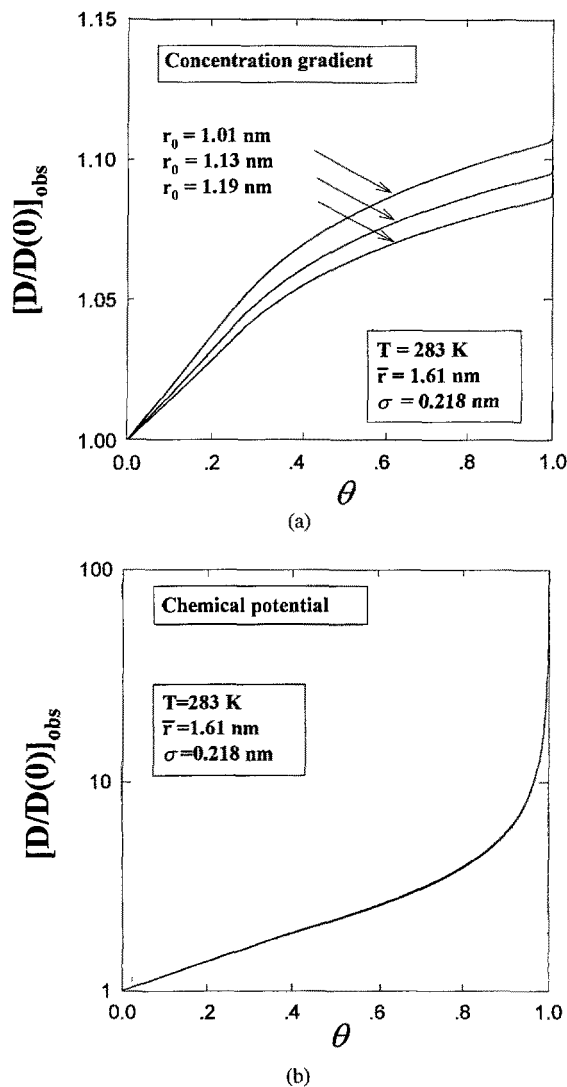 1.15
Concentration gradient
r₀ = 1.01 nm
r₀ = 1.13 nm
r₀ = 1.19 nm
1.10
[D/D(0)]obs
1.05
T = 283 K
r̅ = 1.61 nm
σ = 0.218 nm
1.00
0.0 .2 .4 .6 .8 1.0
θ
(a)
100
Chemical potential
T=283 K
r̅ =1.61 nm
σ =0.218 nm
[D/D(0)]obs
10
1
0.0 .2 .4 .6 .8 1.0
θ
(b)